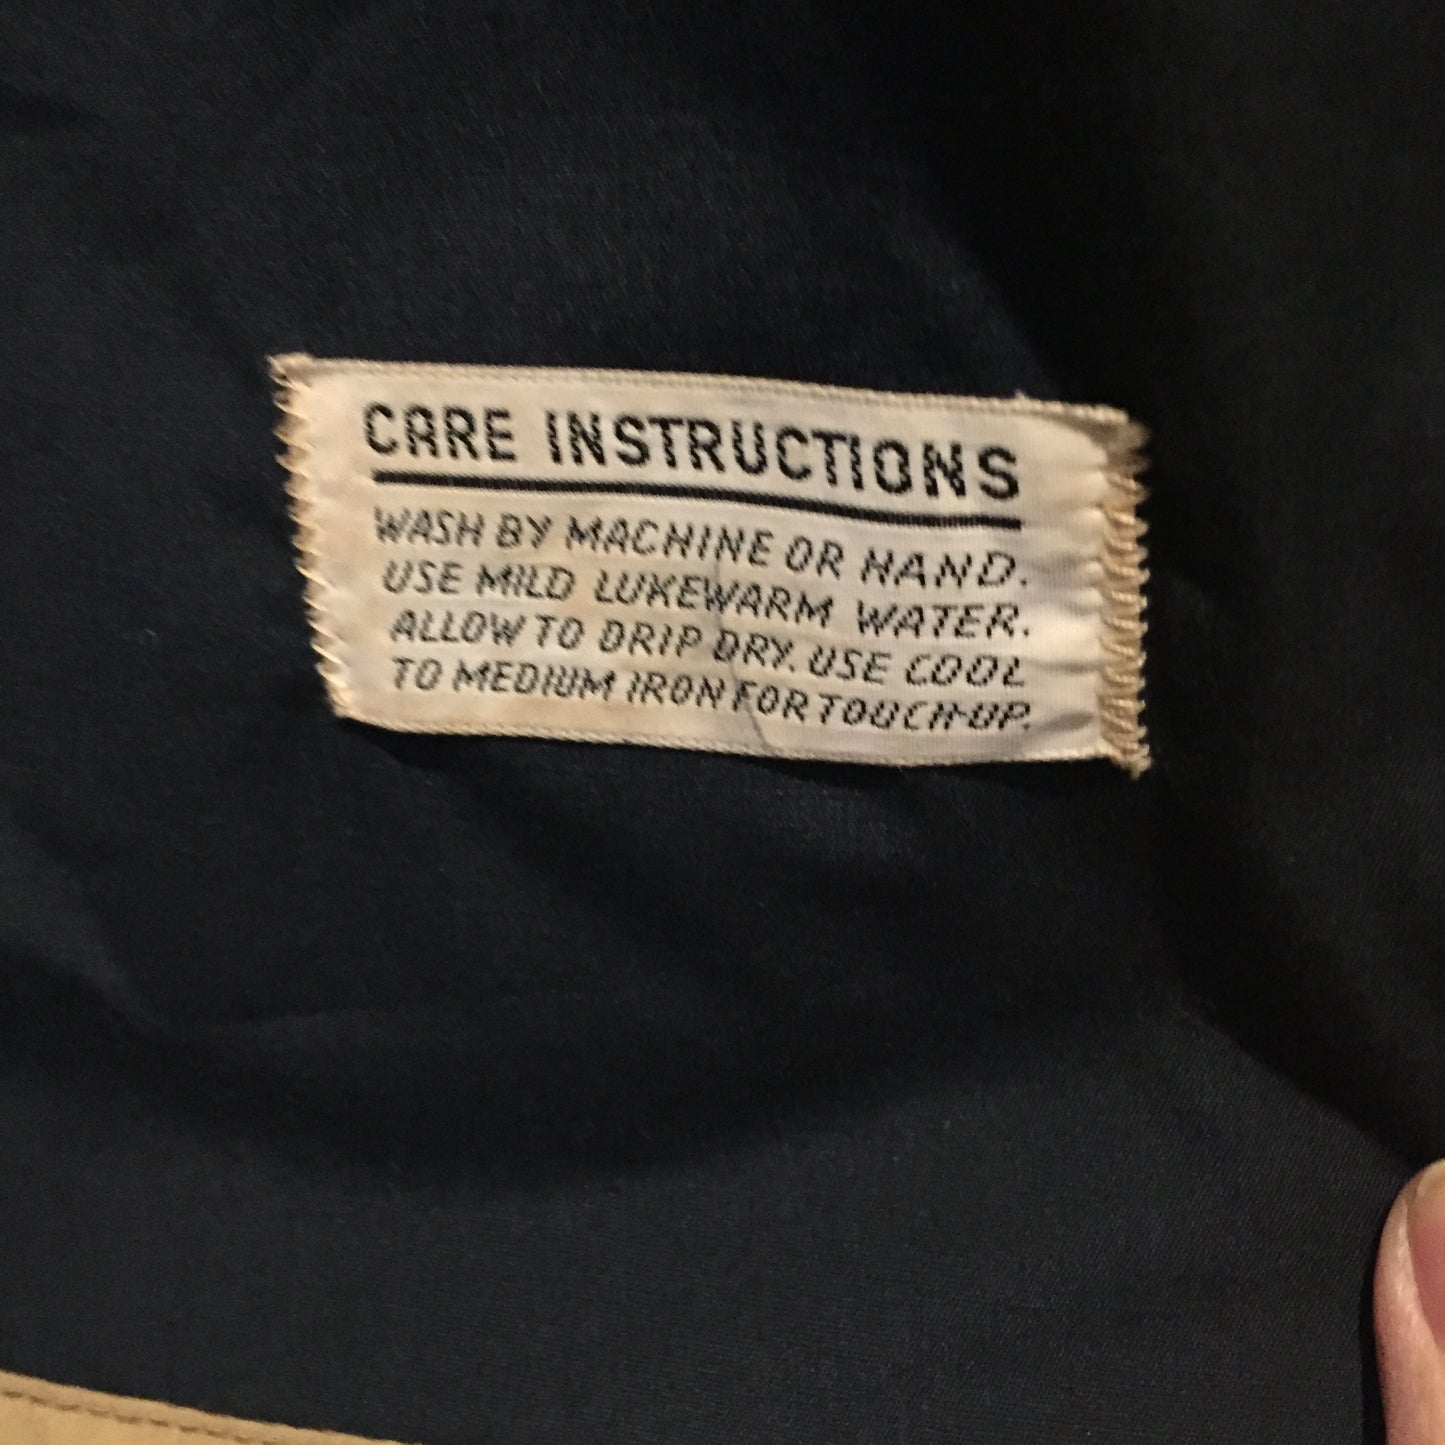 CARE INSTRUCTIONS
WASH BY MACHINE OR HAND.
USE MILD LUKEWARM WATER.
ALLOW TO DRIP DRY. USE COOL
TO MEDIUM IRON FOR TOUCH-UP.